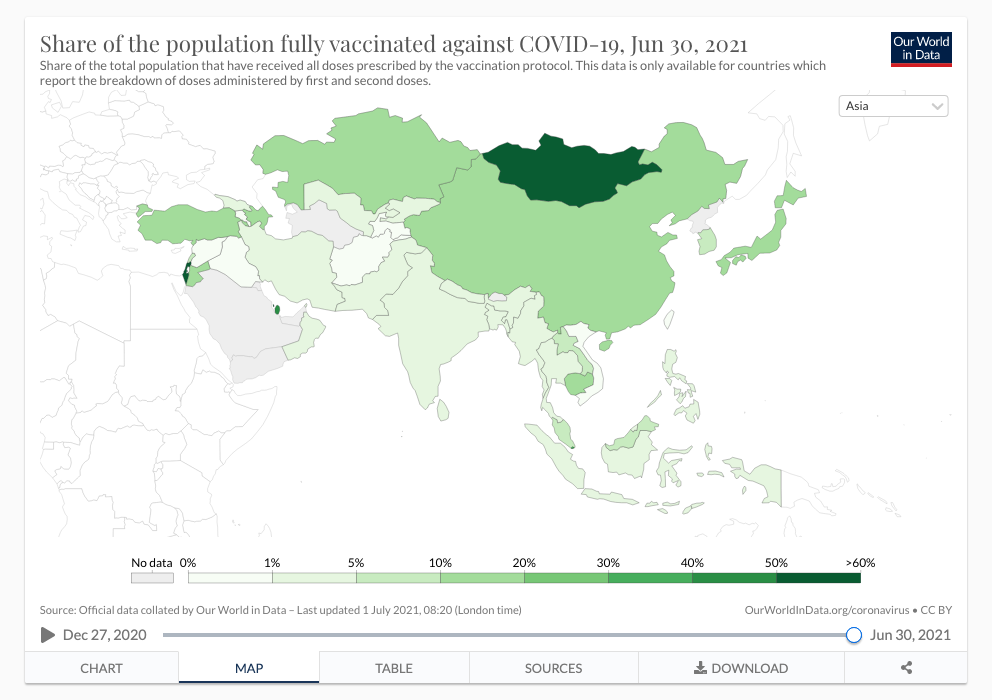 Share of the population fully vaccinated against COVID-19, Jun 30, 2021
Share of the total population that have received all doses prescribed by the vaccination protocol. This data is only available for countries which
report the breakdown of doses administered by first and second doses.
Our World
in Data
Asia
No data 0% 1% 5% 10% 20% 30% 40% 50% >60%
Source: Official data collated by Our World in Data – Last updated 1 July 2021, 08:20 (London time)
OurWorldInData.org/coronavirus • CC BY
Dec 27, 2020
Jun 30, 2021
CHART
MAP
TABLE
SOURCES
DOWNLOAD